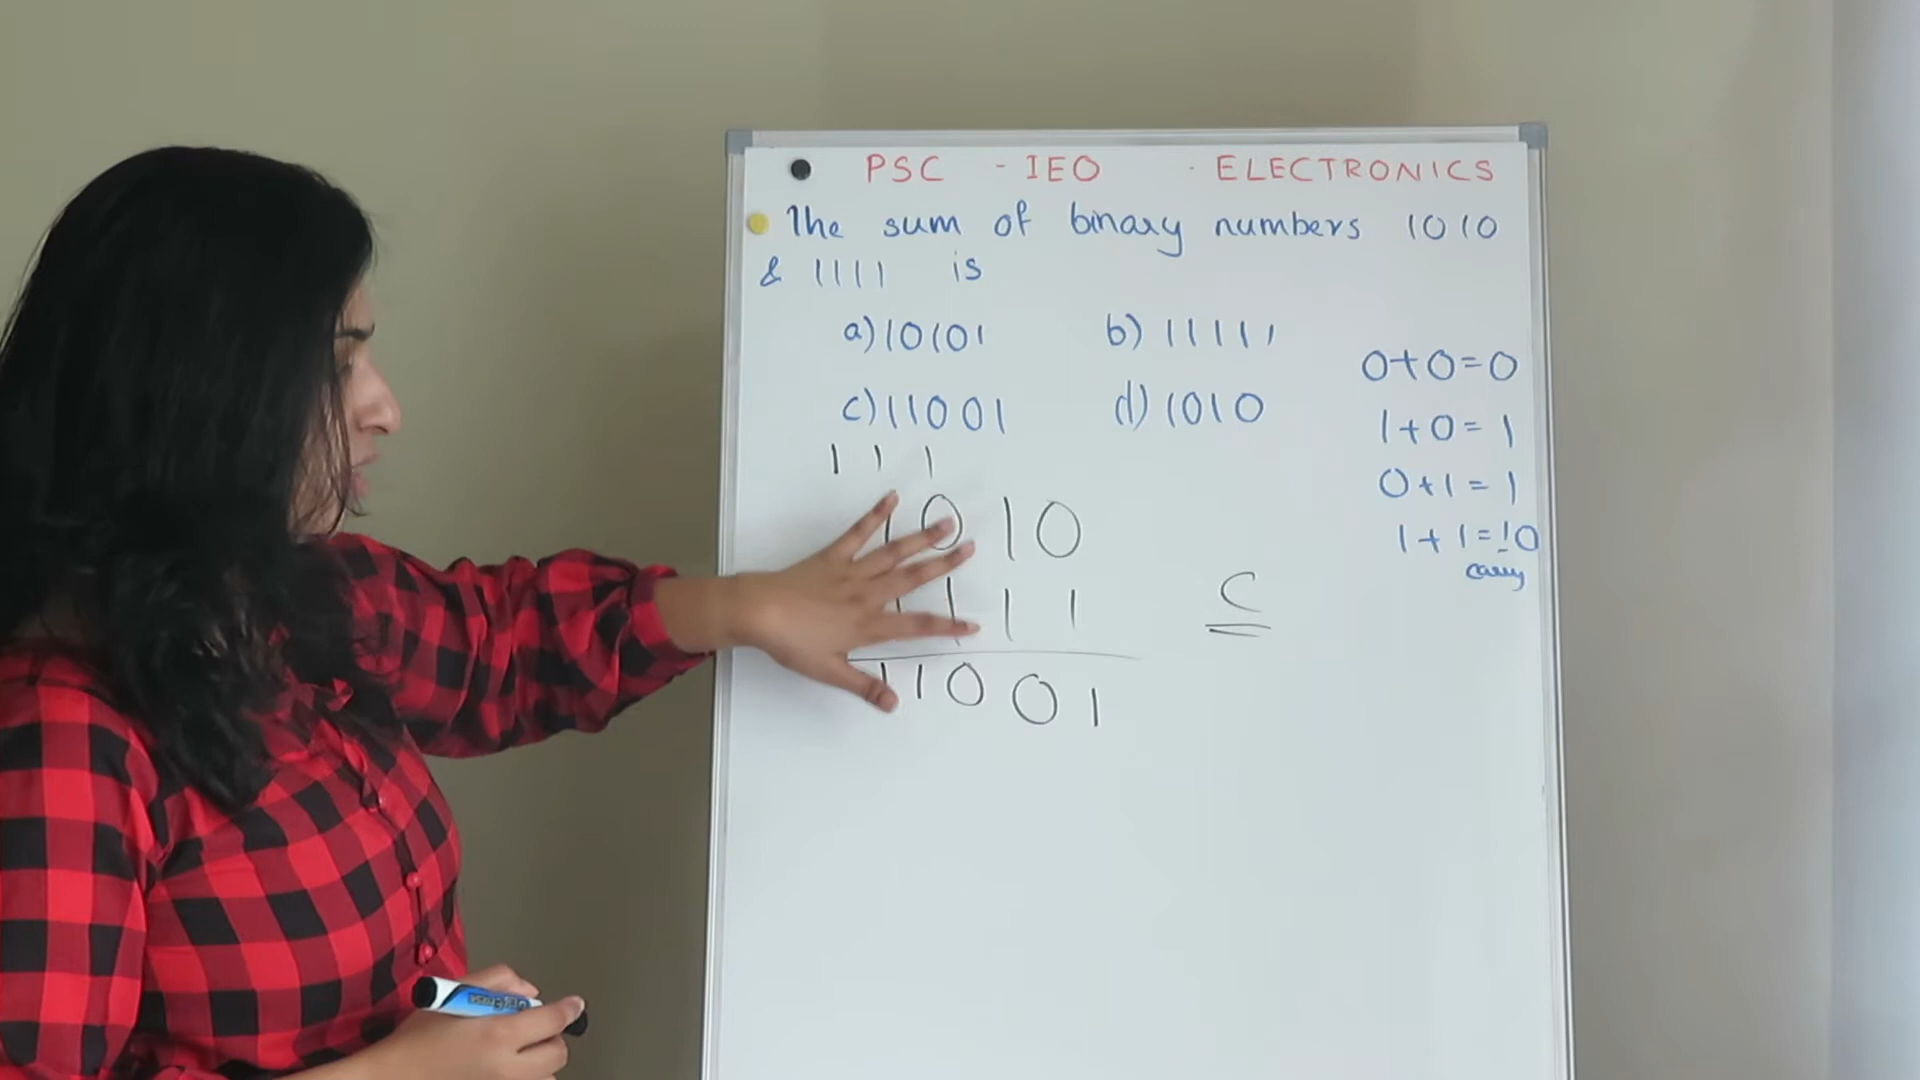 PSC - IEO · ELECTRONICS
The sum of binary numbers 1010
& 1111 is
a) 10101 b) 11111
c) 11001 d) 1010
0+0=0
1+0=1
0+1=1
1+1=10
carry
1 1 1
1010
1111
11001
C